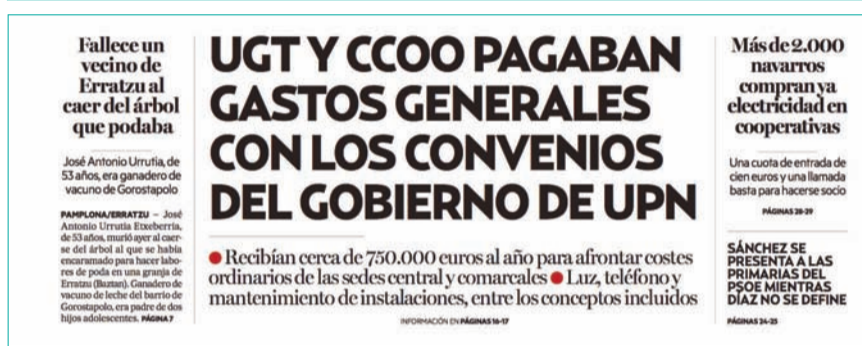 Fallece un
vecino de
Erratzu al
caer del árbol
que podaba
José Antonio Urrutia, de
53 años, era ganadero de
vacuno de Gorostapolo
PAMPLONA/ERRATZU – José
Antonio Urrutia Etxeberria,
de 53 años, murió ayer al caer-
se del árbol al que se había
encaramado para hacer labo-
res de poda en una granja de
Erratzu (Baztan). Ganadero de
vacuno de leche del barrio de
Gorostapolo, era padre de dos
hijos adolescentes. PÁGINA 7
UGT Y CCOO PAGABAN
GASTOS GENERALES
CON LOS CONVENIOS
DEL GOBIERNO DE UPN
● Recibían cerca de 750.000 euros al año para afrontar costes
ordinarios de las sedes central y comarcales ● Luz, teléfono y
mantenimiento de instalaciones, entre los conceptos incluidos
INFORMACIÓN EN PÁGINAS 16-17
Más de 2.000
navarros
compran ya
electricidad en
cooperativas
Una cuota de entrada de
cien euros y una llamada
basta para hacerse socio
PÁGINAS 28-29
SÁNCHEZ SE
PRESENTA A LAS
PRIMARIAS DEL
PSOE MIENTRAS
DÍAZ NO SE DEFINE
PÁGINAS 24-25